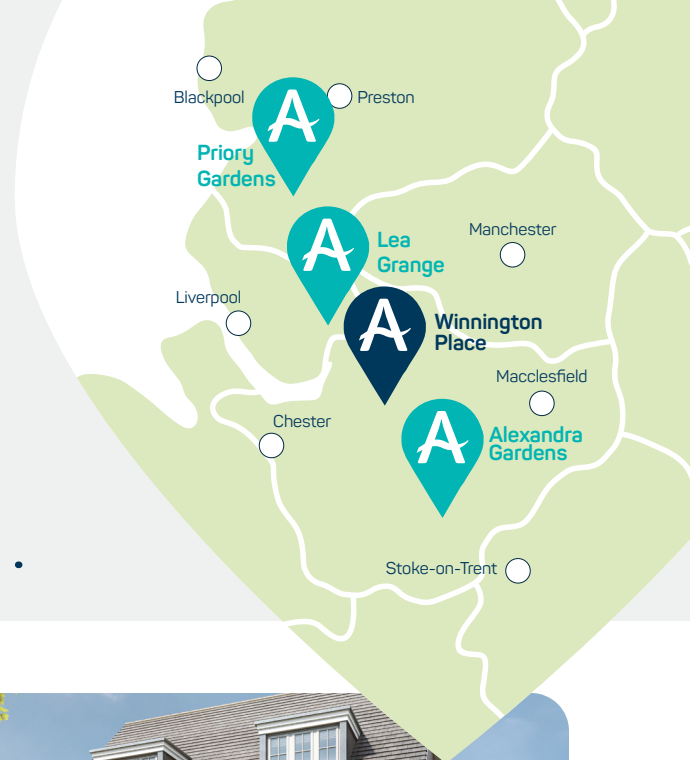 Blackpool
Preston
A
Priory
Gardens
A
Lea
Grange
Manchester
Liverpool
A
Winnington
Place
Macclesfield
Chester
A
Alexandra
Gardens
Stoke-on-Trent